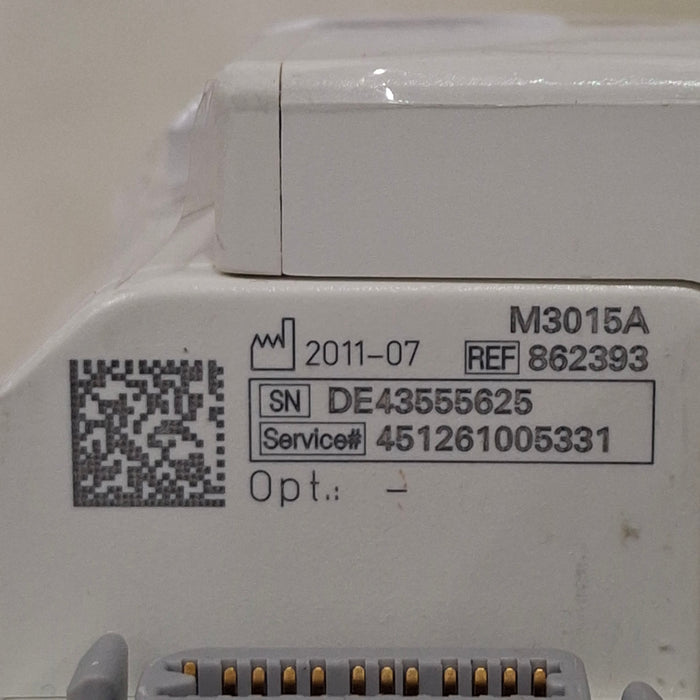 M3015A
2011-07 REF 862393
SN DE43555625
Service# 451261005331
Opt.: –